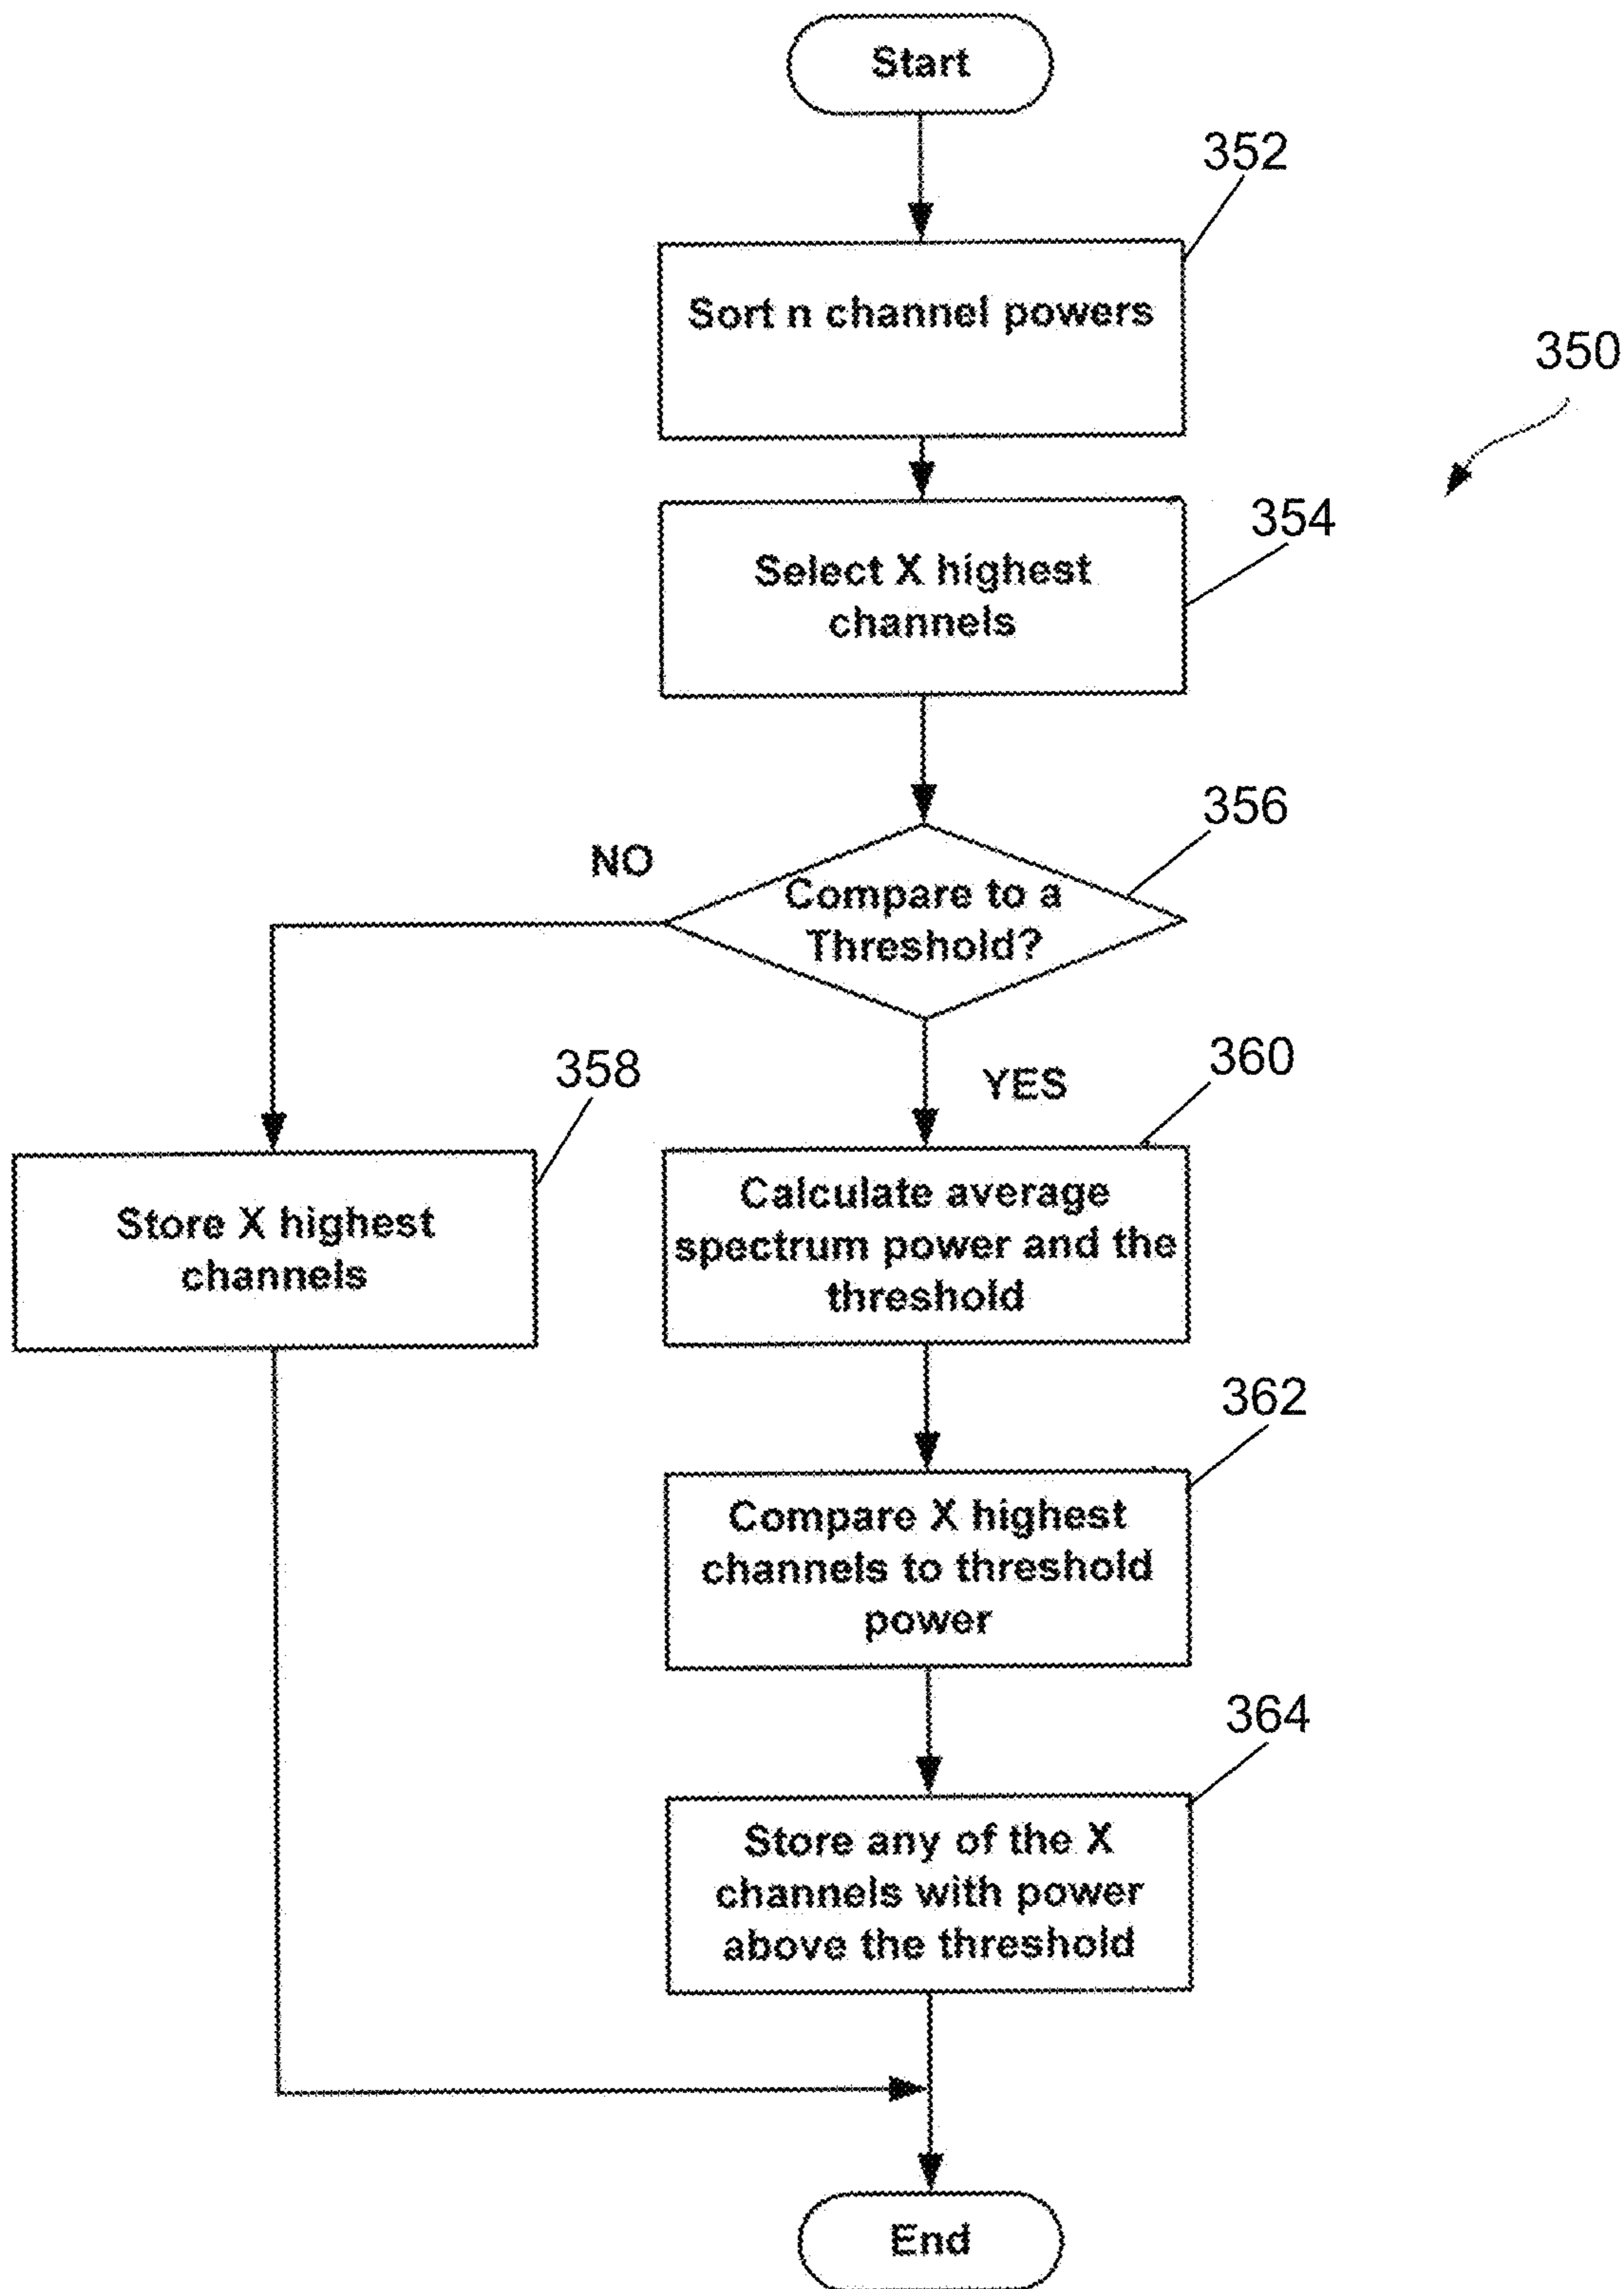 Start
352
Sort n channel powers
350
354
Select X highest
channels
356
NO
Compare to a
Threshold?
358
YES
360
Store X highest
channels
Calculate average
spectrum power and the
threshold
362
Compare X highest
channels to threshold
power
364
Store any of the X
channels with power
above the threshold
End